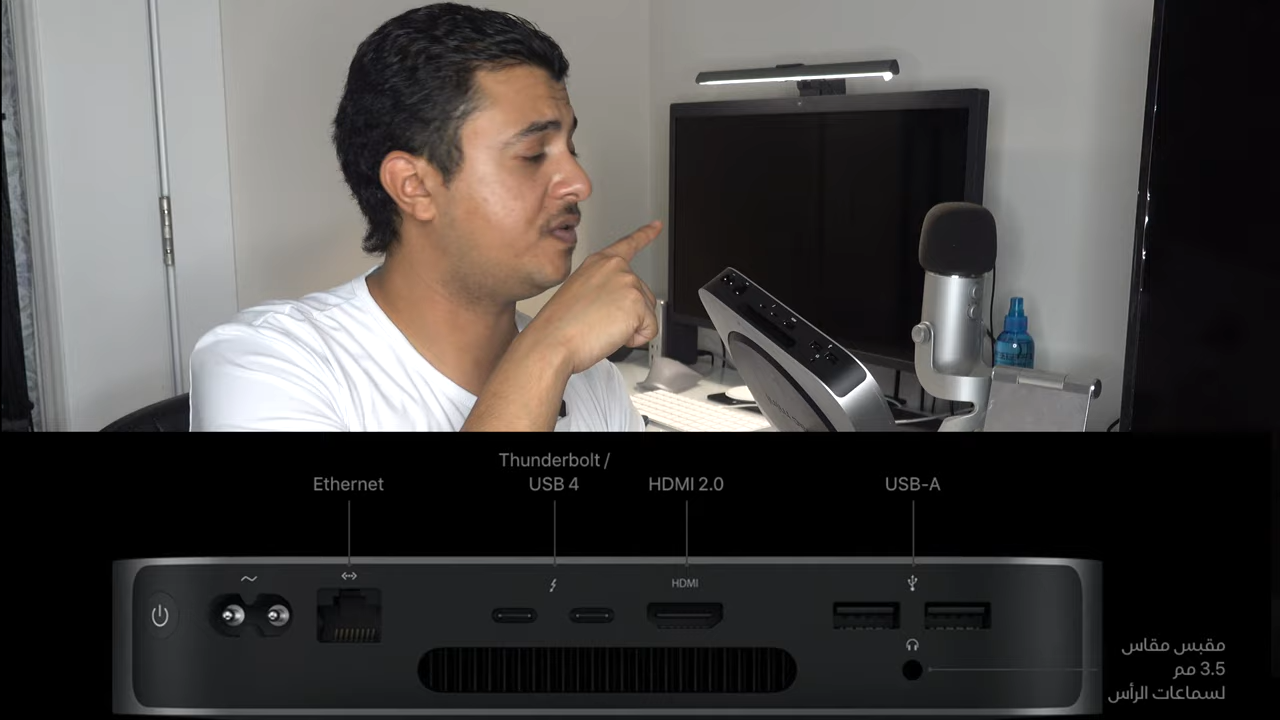 Thunderbolt /
Ethernet
USB 4
HDMI 2.0
USB-A
HDMI
مقبس مقاس
3.5 مم
لسماعات الرأس